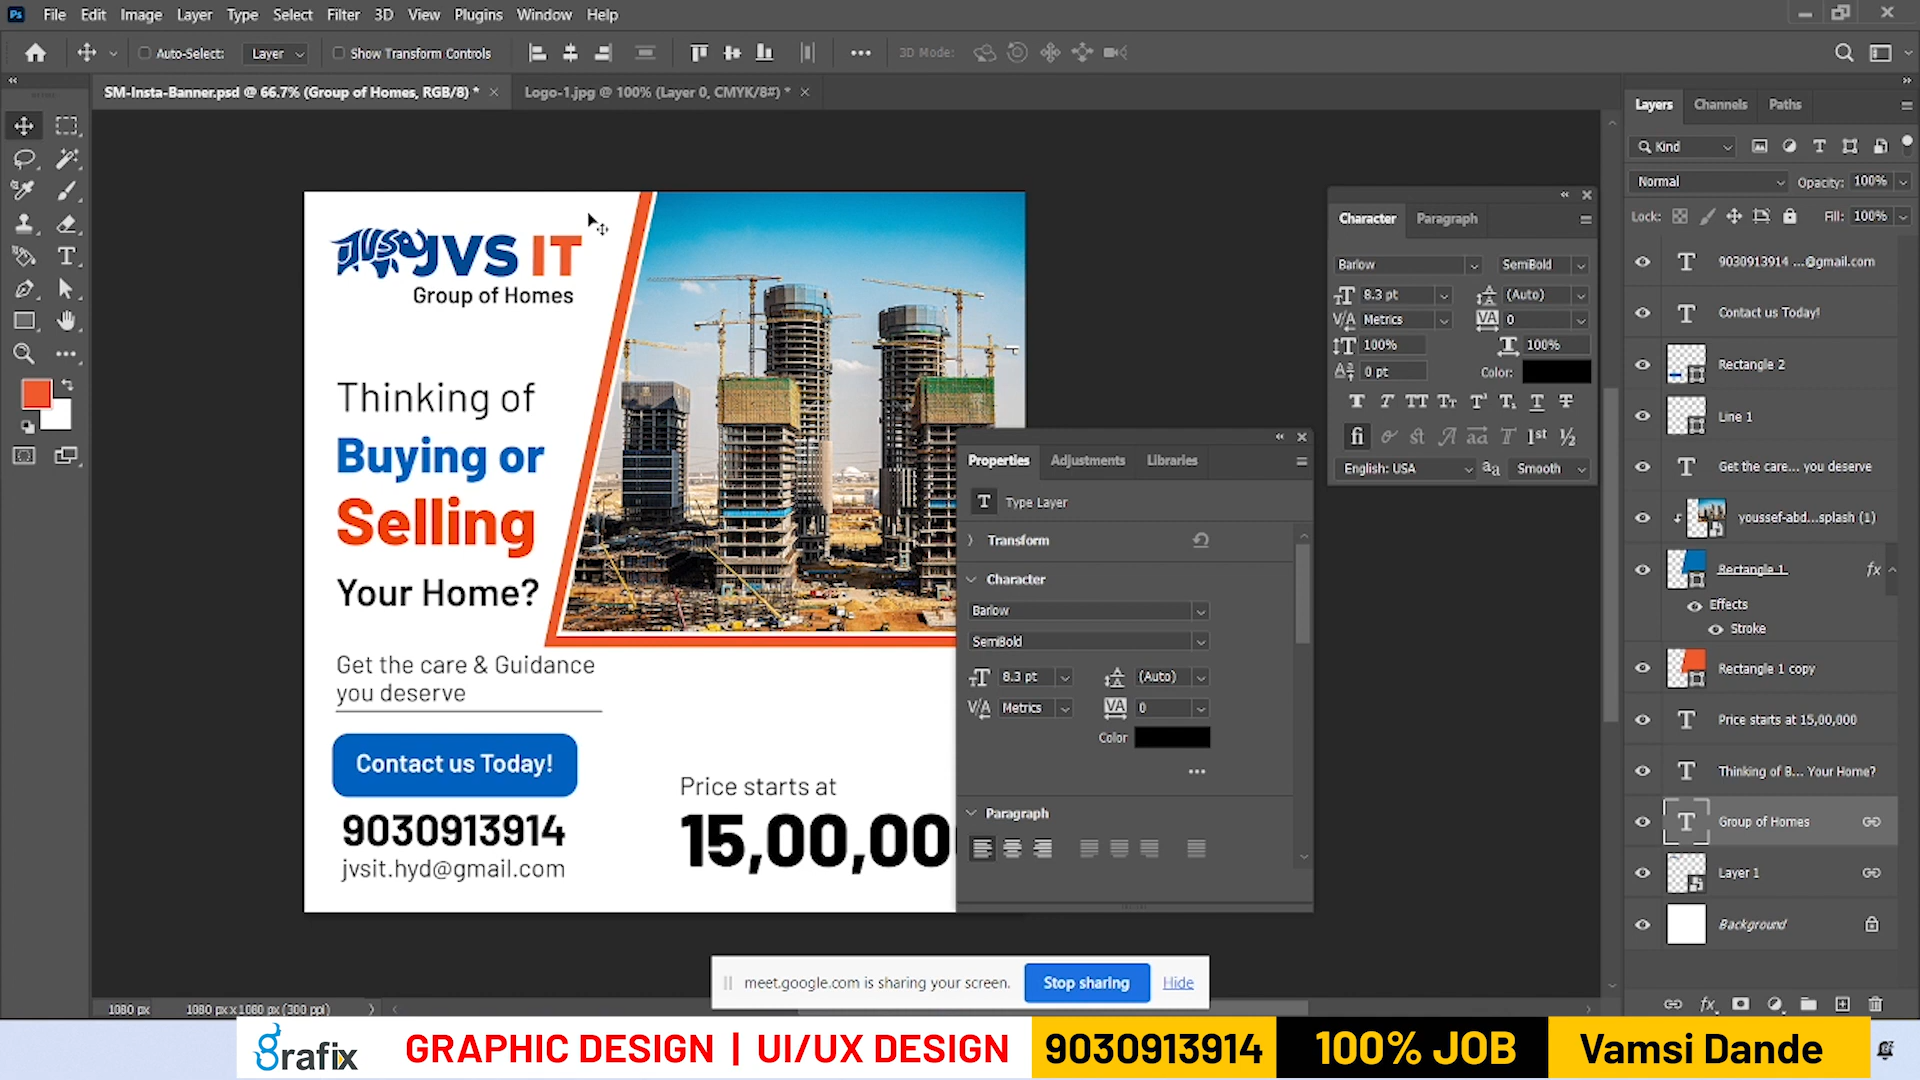 File Edit Image Layer Type Select Filter 3D View Plugins Window Help
Auto-Select: Layer Show Transform Controls 3D Mode:
SM-Insta-Banner.psd @ 66.7% (Group of Homes, RGB/8) * Logo-1.jpg @ 100% (Layer 0, CMYK/8#) *
JVS IT
Group of Homes
Thinking of
Buying or
Selling
Your Home?
Get the care & Guidance
you deserve
Contact us Today!
9030913914
jvsit.hyd@gmail.com
Price starts at
15,00,00
Properties Adjustments Libraries
Type Layer
Transform
Character
Barlow
SemiBold
8.3 pt (Auto)
Metrics 0
Color
Paragraph
Character Paragraph
Barlow SemiBold
8.3 pt (Auto)
Metrics 0
100% 100%
0 pt Color:
English: USA Smooth
Layers Channels Paths
Kind
Normal Opacity: 100%
Lock: Fill: 100%
9030913914 ...@gmail.com
Contact us Today!
Rectangle 2
Line 1
Get the care... you deserve
youssef-abd...splash (1)
Rectangle 1
Effects
Stroke
Rectangle 1 copy
Price starts at 15,00,000
Thinking of B... Your Home?
Group of Homes
Layer 1
Background
meet.google.com is sharing your screen. Stop sharing Hide
1080 px 1080 px x 1080 px (300 ppi)
grafix GRAPHIC DESIGN | UI/UX DESIGN 9030913914 100% JOB Vamsi Dande